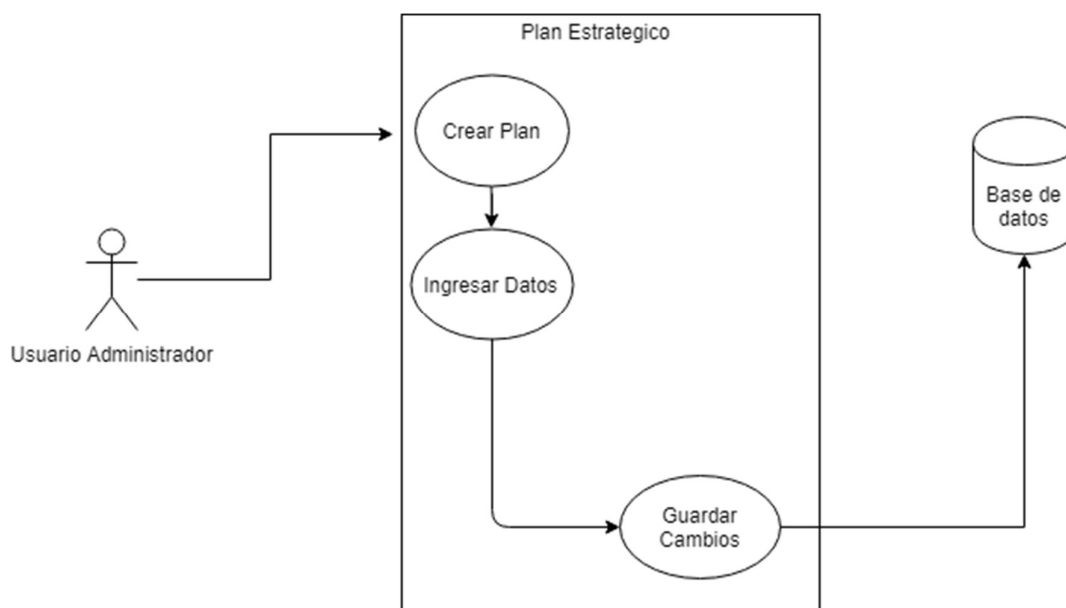 Plan Estrategico
Crear Plan
Ingresar Datos
Usuario Administrador
Guardar
Cambios
Base de
datos